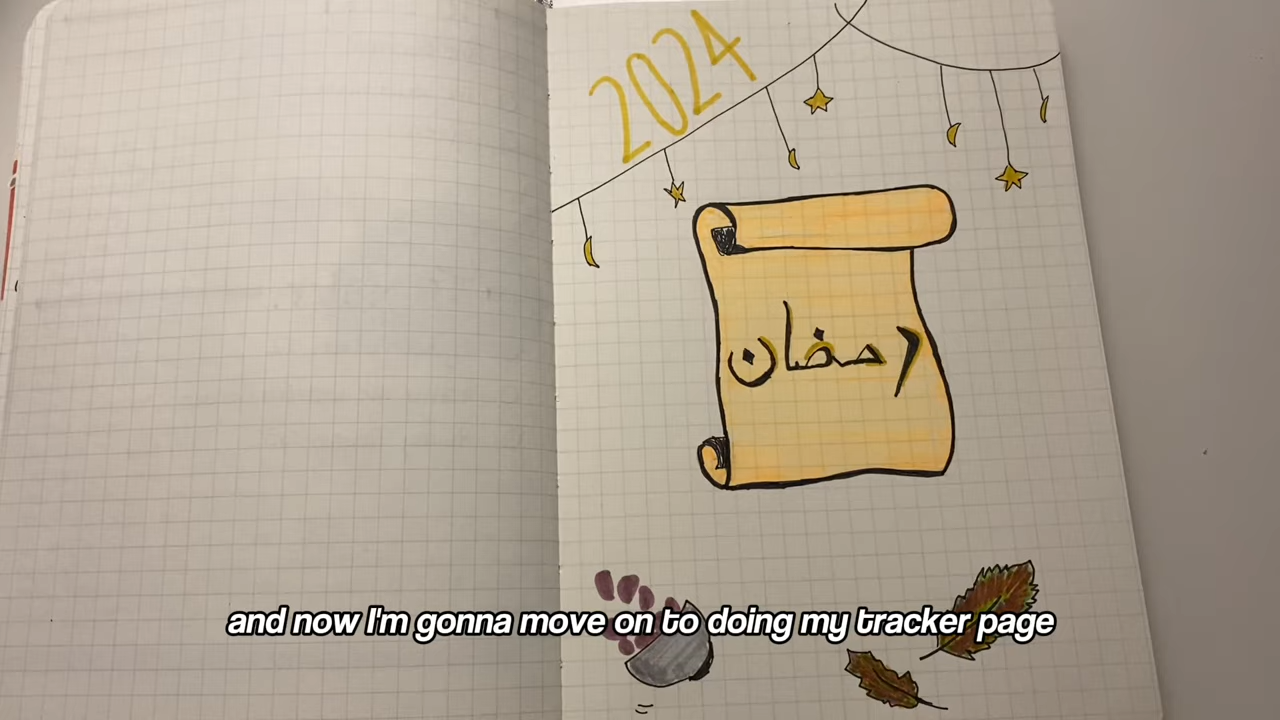 2024
رمضان
and now I'm gonna move on to doing my tracker page